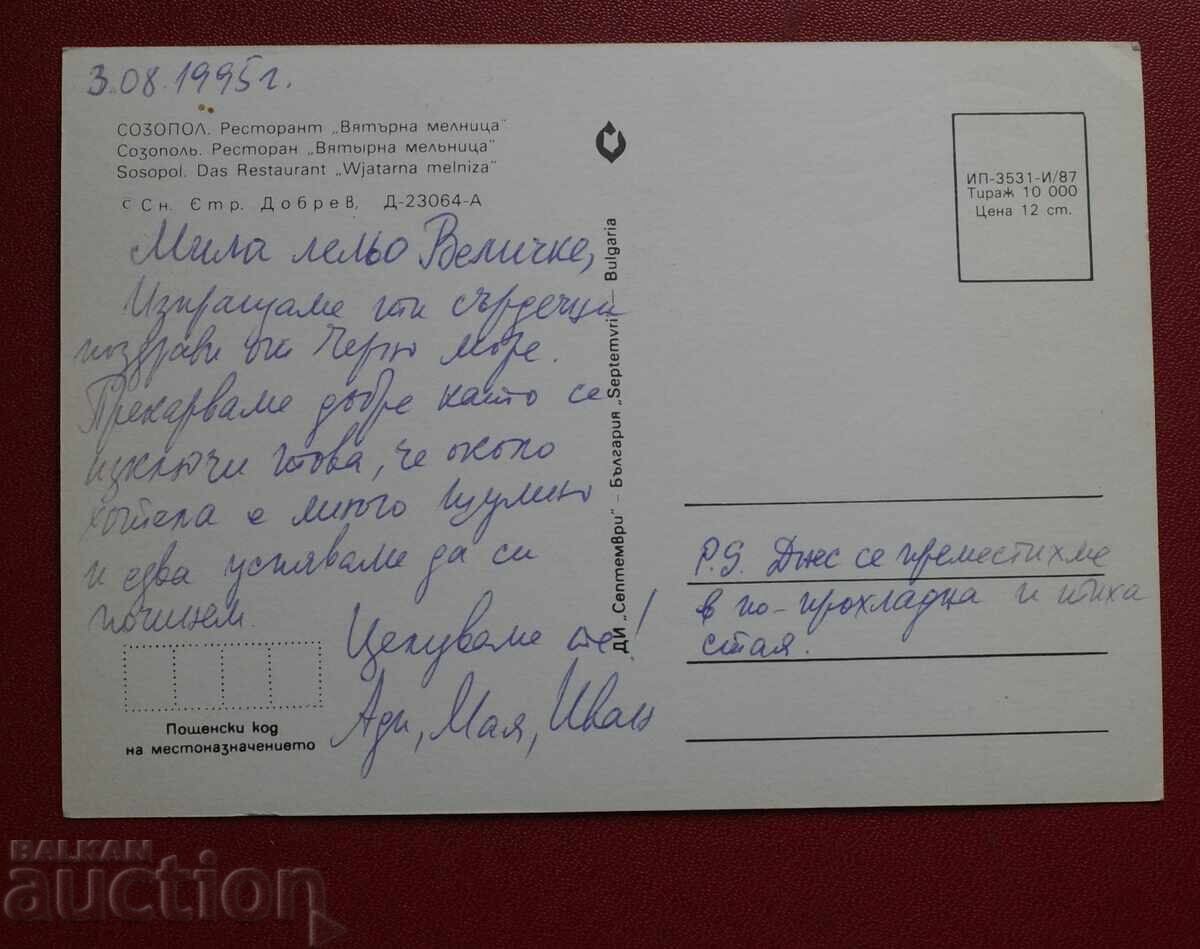 3.08.1995г.
СОЗОПОЛ. Ресторант „Вятърна мелница"
Созополь. Ресторан „Вятырна мельница"
Sosopol. Das Restaurant „Wjatarna melniza"
с Сн. Стр. Добрев, Д-23064-А
Мила лельо Величке,
Изпращаме ти сърдечни
поздрави от Черно море.
Прекарваме добре като се
изключи това, че около
хотела е много шумно
и едва успяваме да си
починем.
Целуваме те!
Ади, Мая, Иван
Пощенски код
на местоназначението
ДИ „Септември" – България „Septemvri" – Bulgaria
ИП-3531-И/87
Тираж 10 000
Цена 12 ст.
P.S. Днес се преместихме
в по-прохладна и тиха
стая.
BALKAN
auction